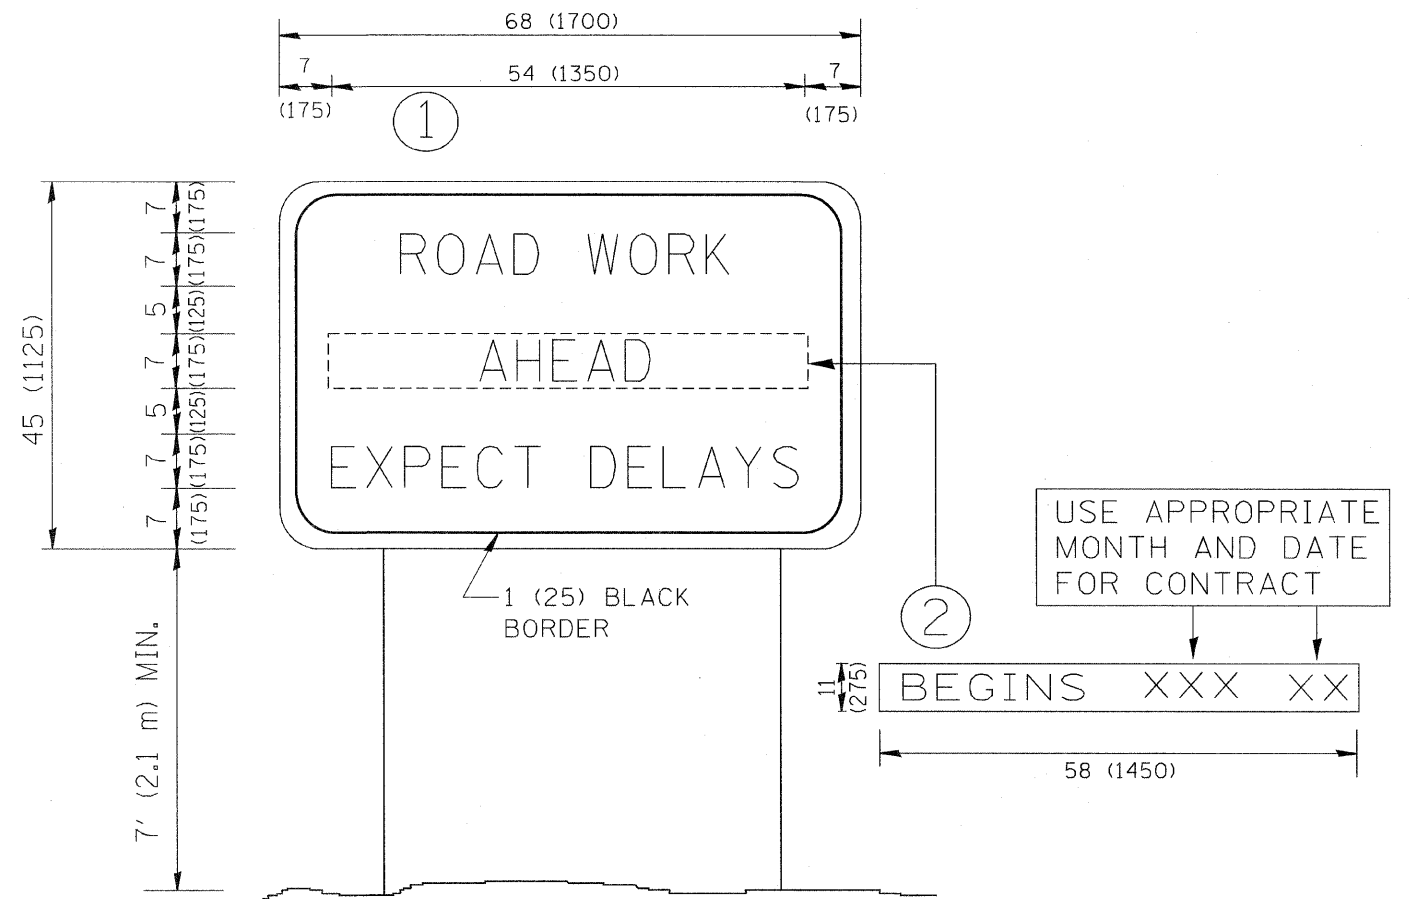 68 (1700)
7
54 (1350)
7
(175)
(175)
1
45 (1125)
7 (175)
7 (175)
5 (125)
7 (175)
5 (125)
7 (175)
7 (175)
ROAD WORK
AHEAD
EXPECT DELAYS
1 (25) BLACK
BORDER
7' (2.1 m) MIN.
USE APPROPRIATE
MONTH AND DATE
FOR CONTRACT
2
11
(275)
BEGINS XXX XX
58 (1450)